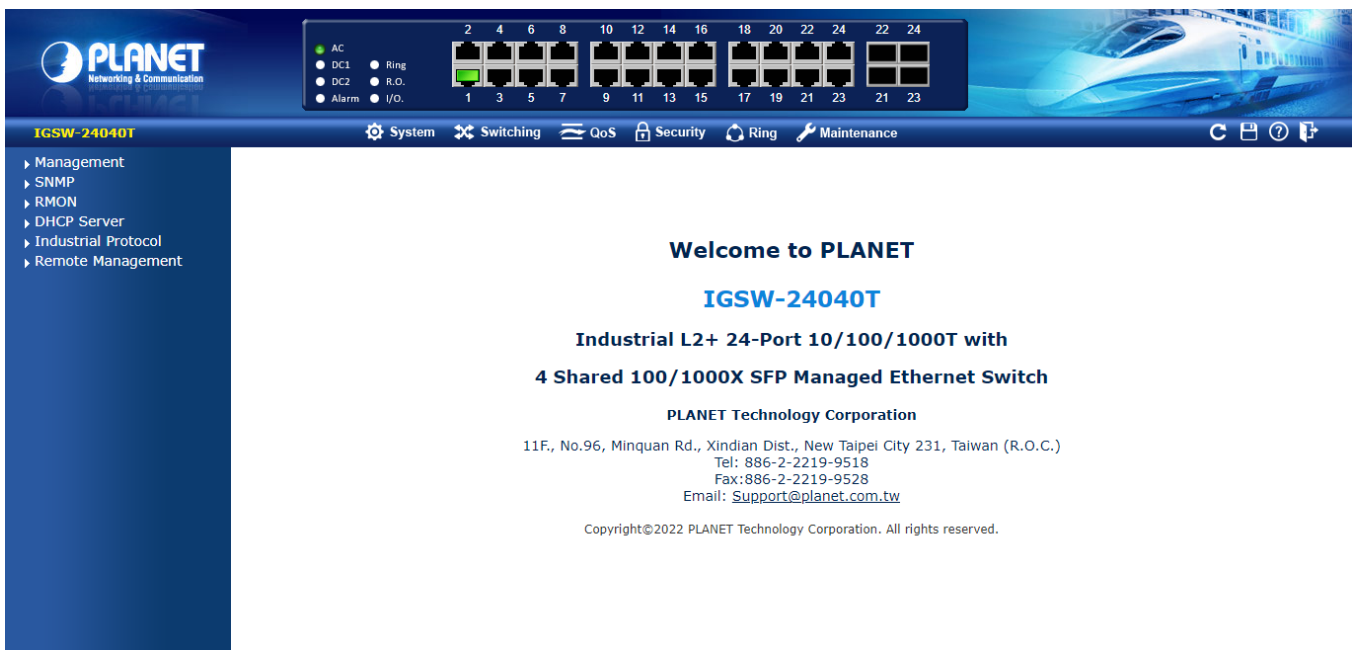 PLANET
Networking & Communication
AC
DC1 Ring
DC2 R.O.
Alarm I/O.
2 4 6 8 10 12 14 16 18 20 22 24 22 24
1 3 5 7 9 11 13 15 17 19 21 23 21 23
IGSW-24040T
System Switching QoS Security Ring Maintenance
Management
SNMP
RMON
DHCP Server
Industrial Protocol
Remote Management
Welcome to PLANET
IGSW-24040T
Industrial L2+ 24-Port 10/100/1000T with
4 Shared 100/1000X SFP Managed Ethernet Switch
PLANET Technology Corporation
11F., No.96, Minquan Rd., Xindian Dist., New Taipei City 231, Taiwan (R.O.C.)
Tel: 886-2-2219-9518
Fax:886-2-2219-9528
Email: Support@planet.com.tw
Copyright©2022 PLANET Technology Corporation. All rights reserved.